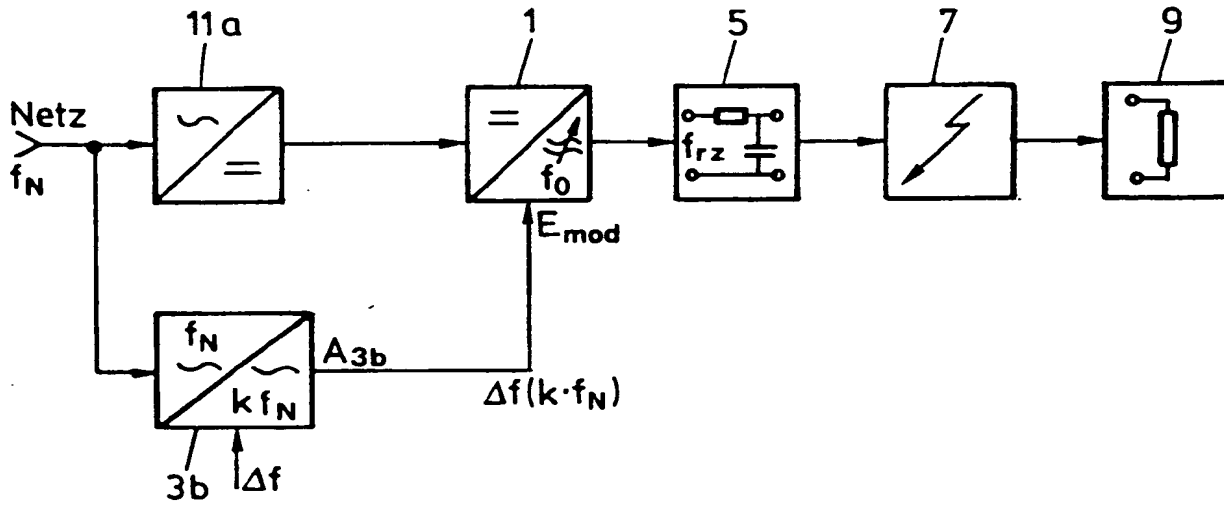 11a
1
5
7
9
Netz
f_N
f_0
f_rz
E_mod
f_N
k f_N
A_3b
Δf(k·f_N)
3b
Δf